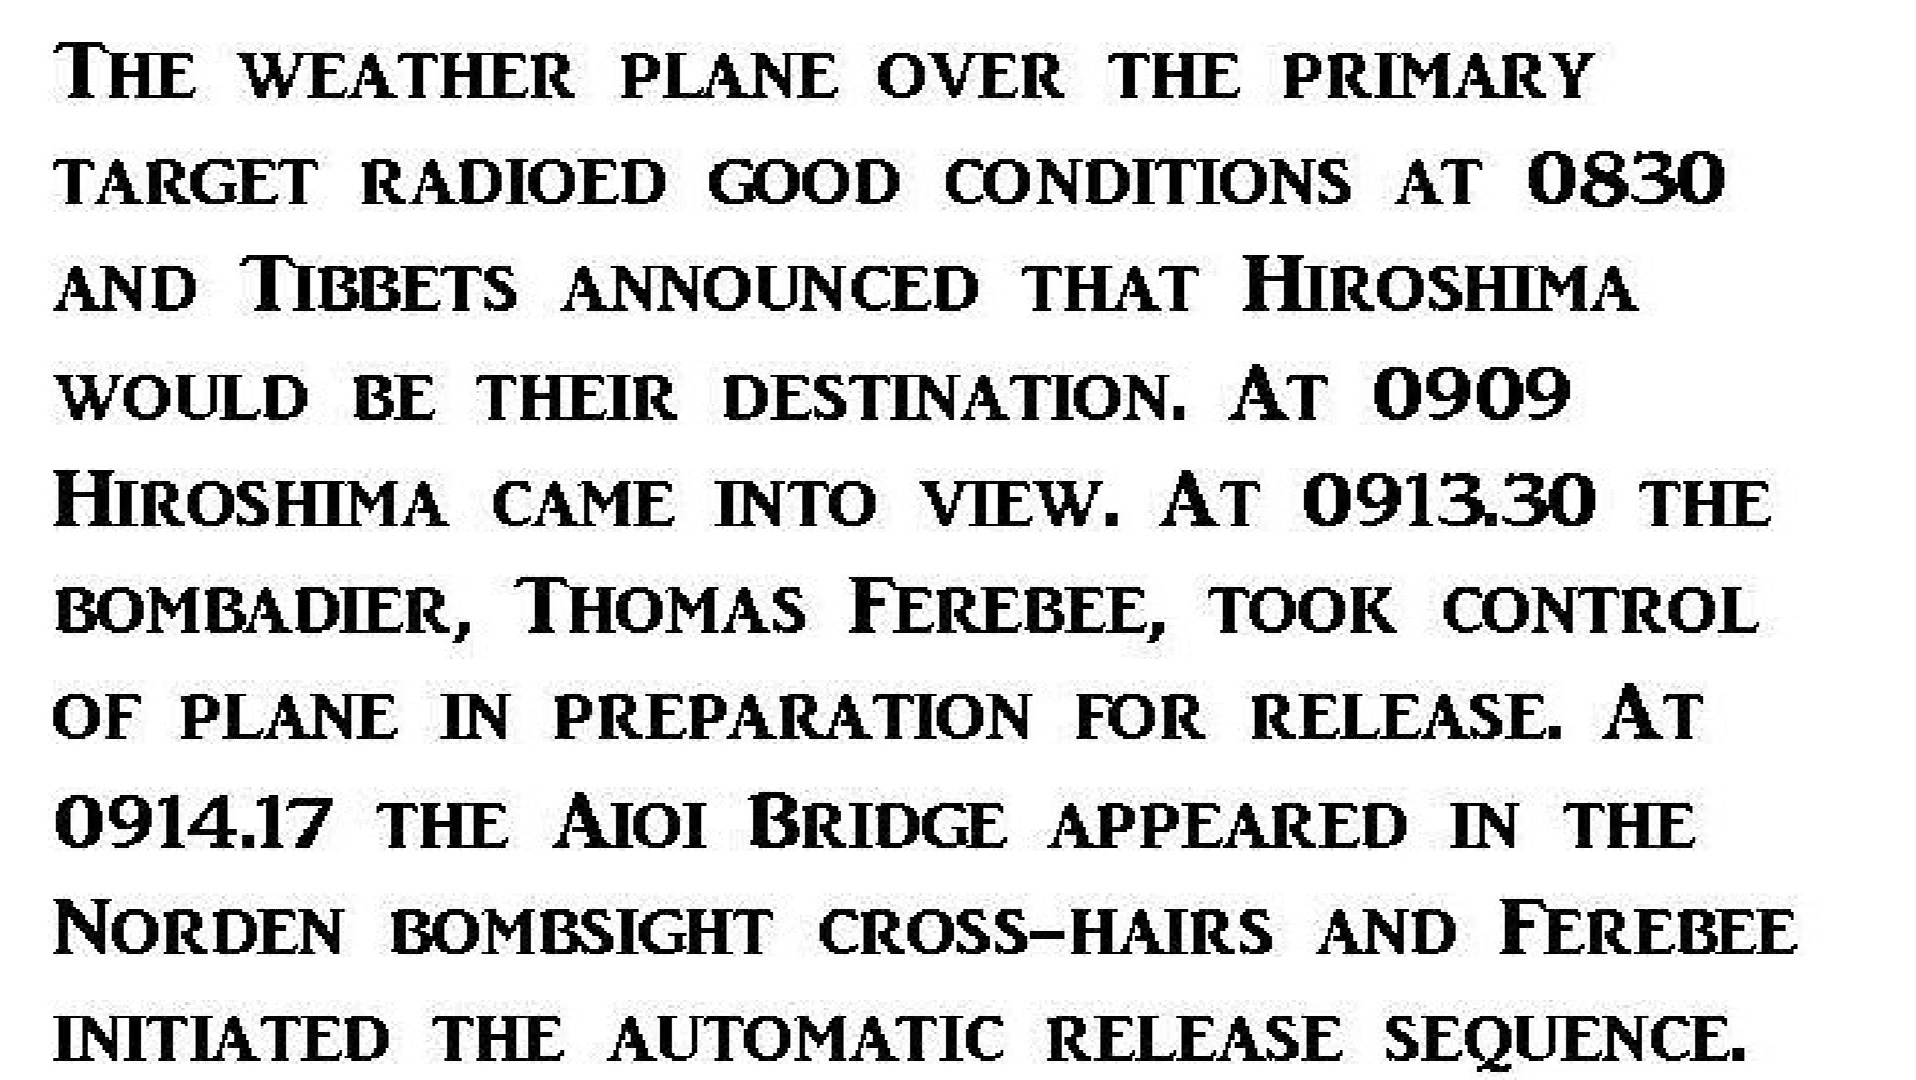 The weather plane over the primary
target radioed good conditions at 0830
and Tibbets announced that Hiroshima
would be their destination. At 0909
Hiroshima came into view. At 0913.30 the
bombadier, Thomas Ferebee, took control
of plane in preparation for release. At
0914.17 the Aioi Bridge appeared in the
Norden bombsight cross-hairs and Ferebee
initiated the automatic release sequence.